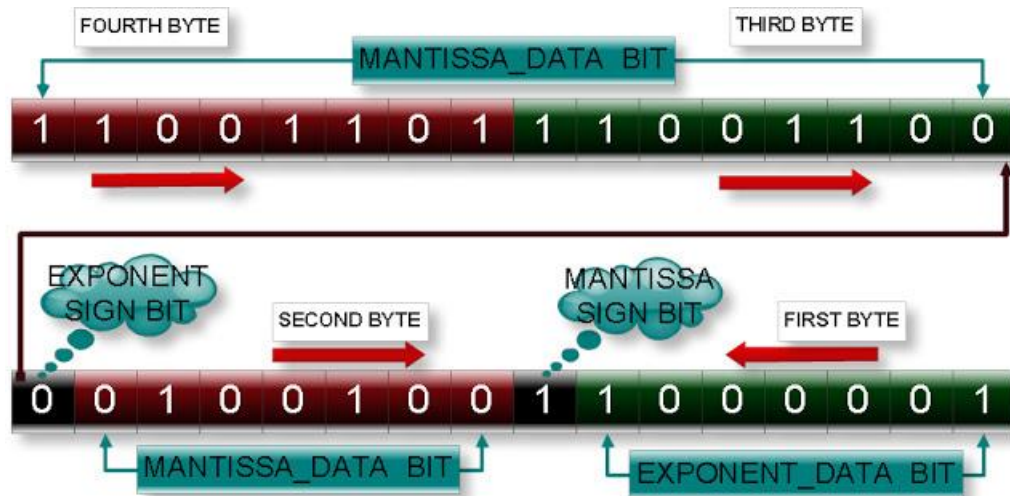 FOURTH BYTE
THIRD BYTE
MANTISSA_DATA BIT
1 1 0 0 1 1 0 1 1 1 0 0 1 1 0 0
EXPONENT
SIGN BIT
MANTISSA
SIGN BIT
SECOND BYTE
FIRST BYTE
0 0 1 0 0 1 0 0 1 1 0 0 0 0 0 1
MANTISSA_DATA BIT
EXPONENT_DATA BIT